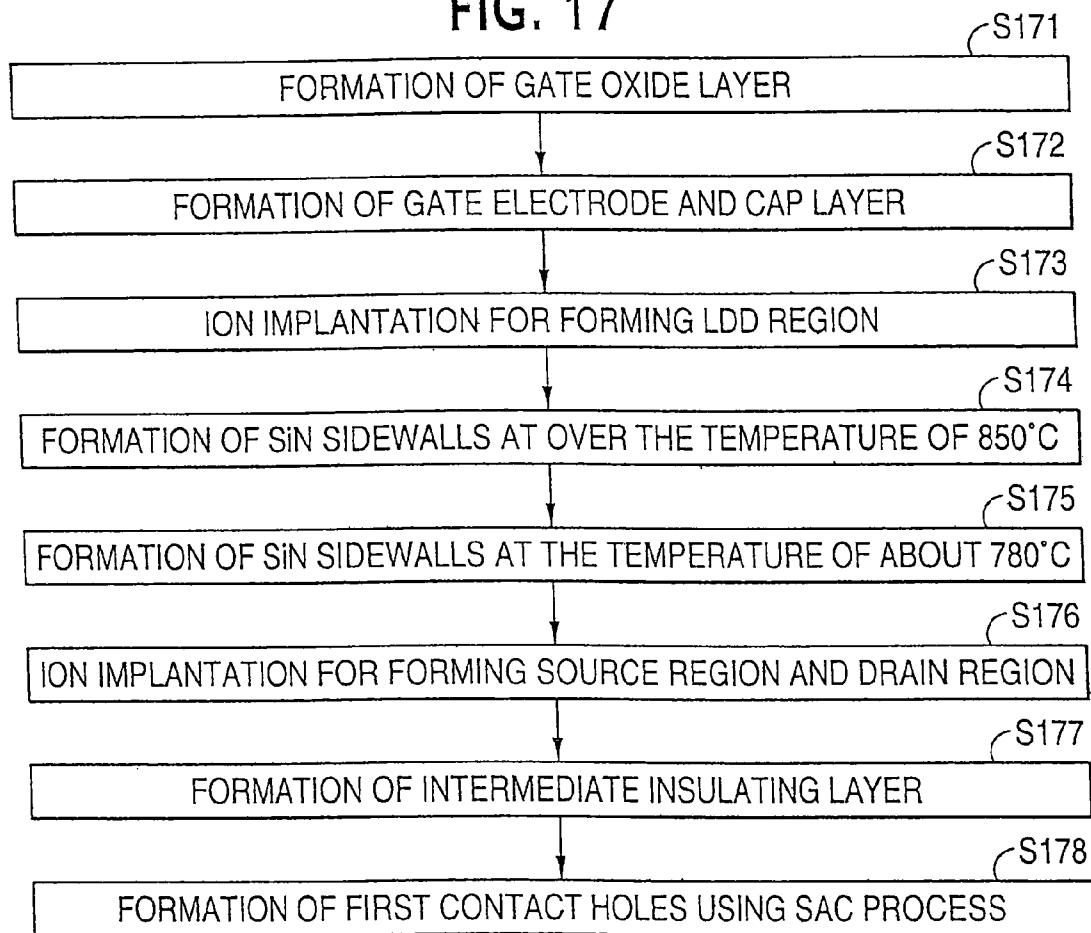 FIG. 17
S171
FORMATION OF GATE OXIDE LAYER
S172
FORMATION OF GATE ELECTRODE AND CAP LAYER
S173
ION IMPLANTATION FOR FORMING LDD REGION
S174
FORMATION OF SiN SIDEWALLS AT OVER THE TEMPERATURE OF 850°C
S175
FORMATION OF SiN SIDEWALLS AT THE TEMPERATURE OF ABOUT 780°C
S176
ION IMPLANTATION FOR FORMING SOURCE REGION AND DRAIN REGION
S177
FORMATION OF INTERMEDIATE INSULATING LAYER
S178
FORMATION OF FIRST CONTACT HOLES USING SAC PROCESS